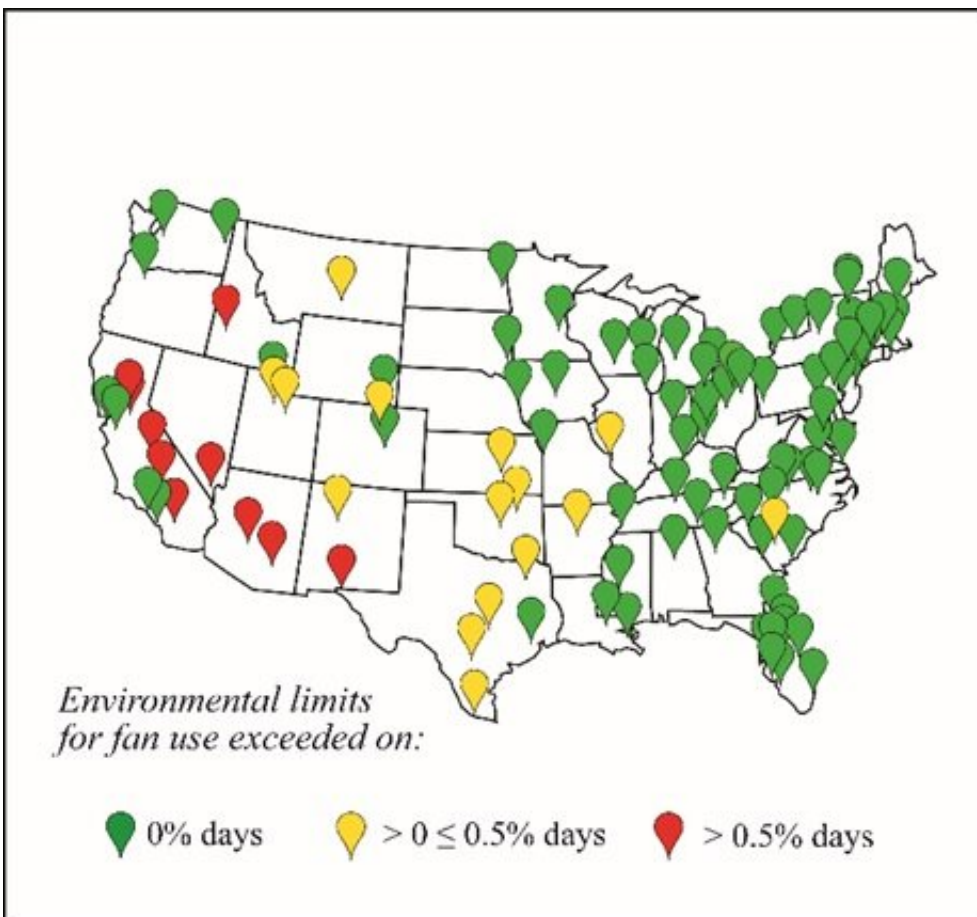 Environmental limits
for fan use exceeded on:
0% days
> 0 ≤ 0.5% days
> 0.5% days